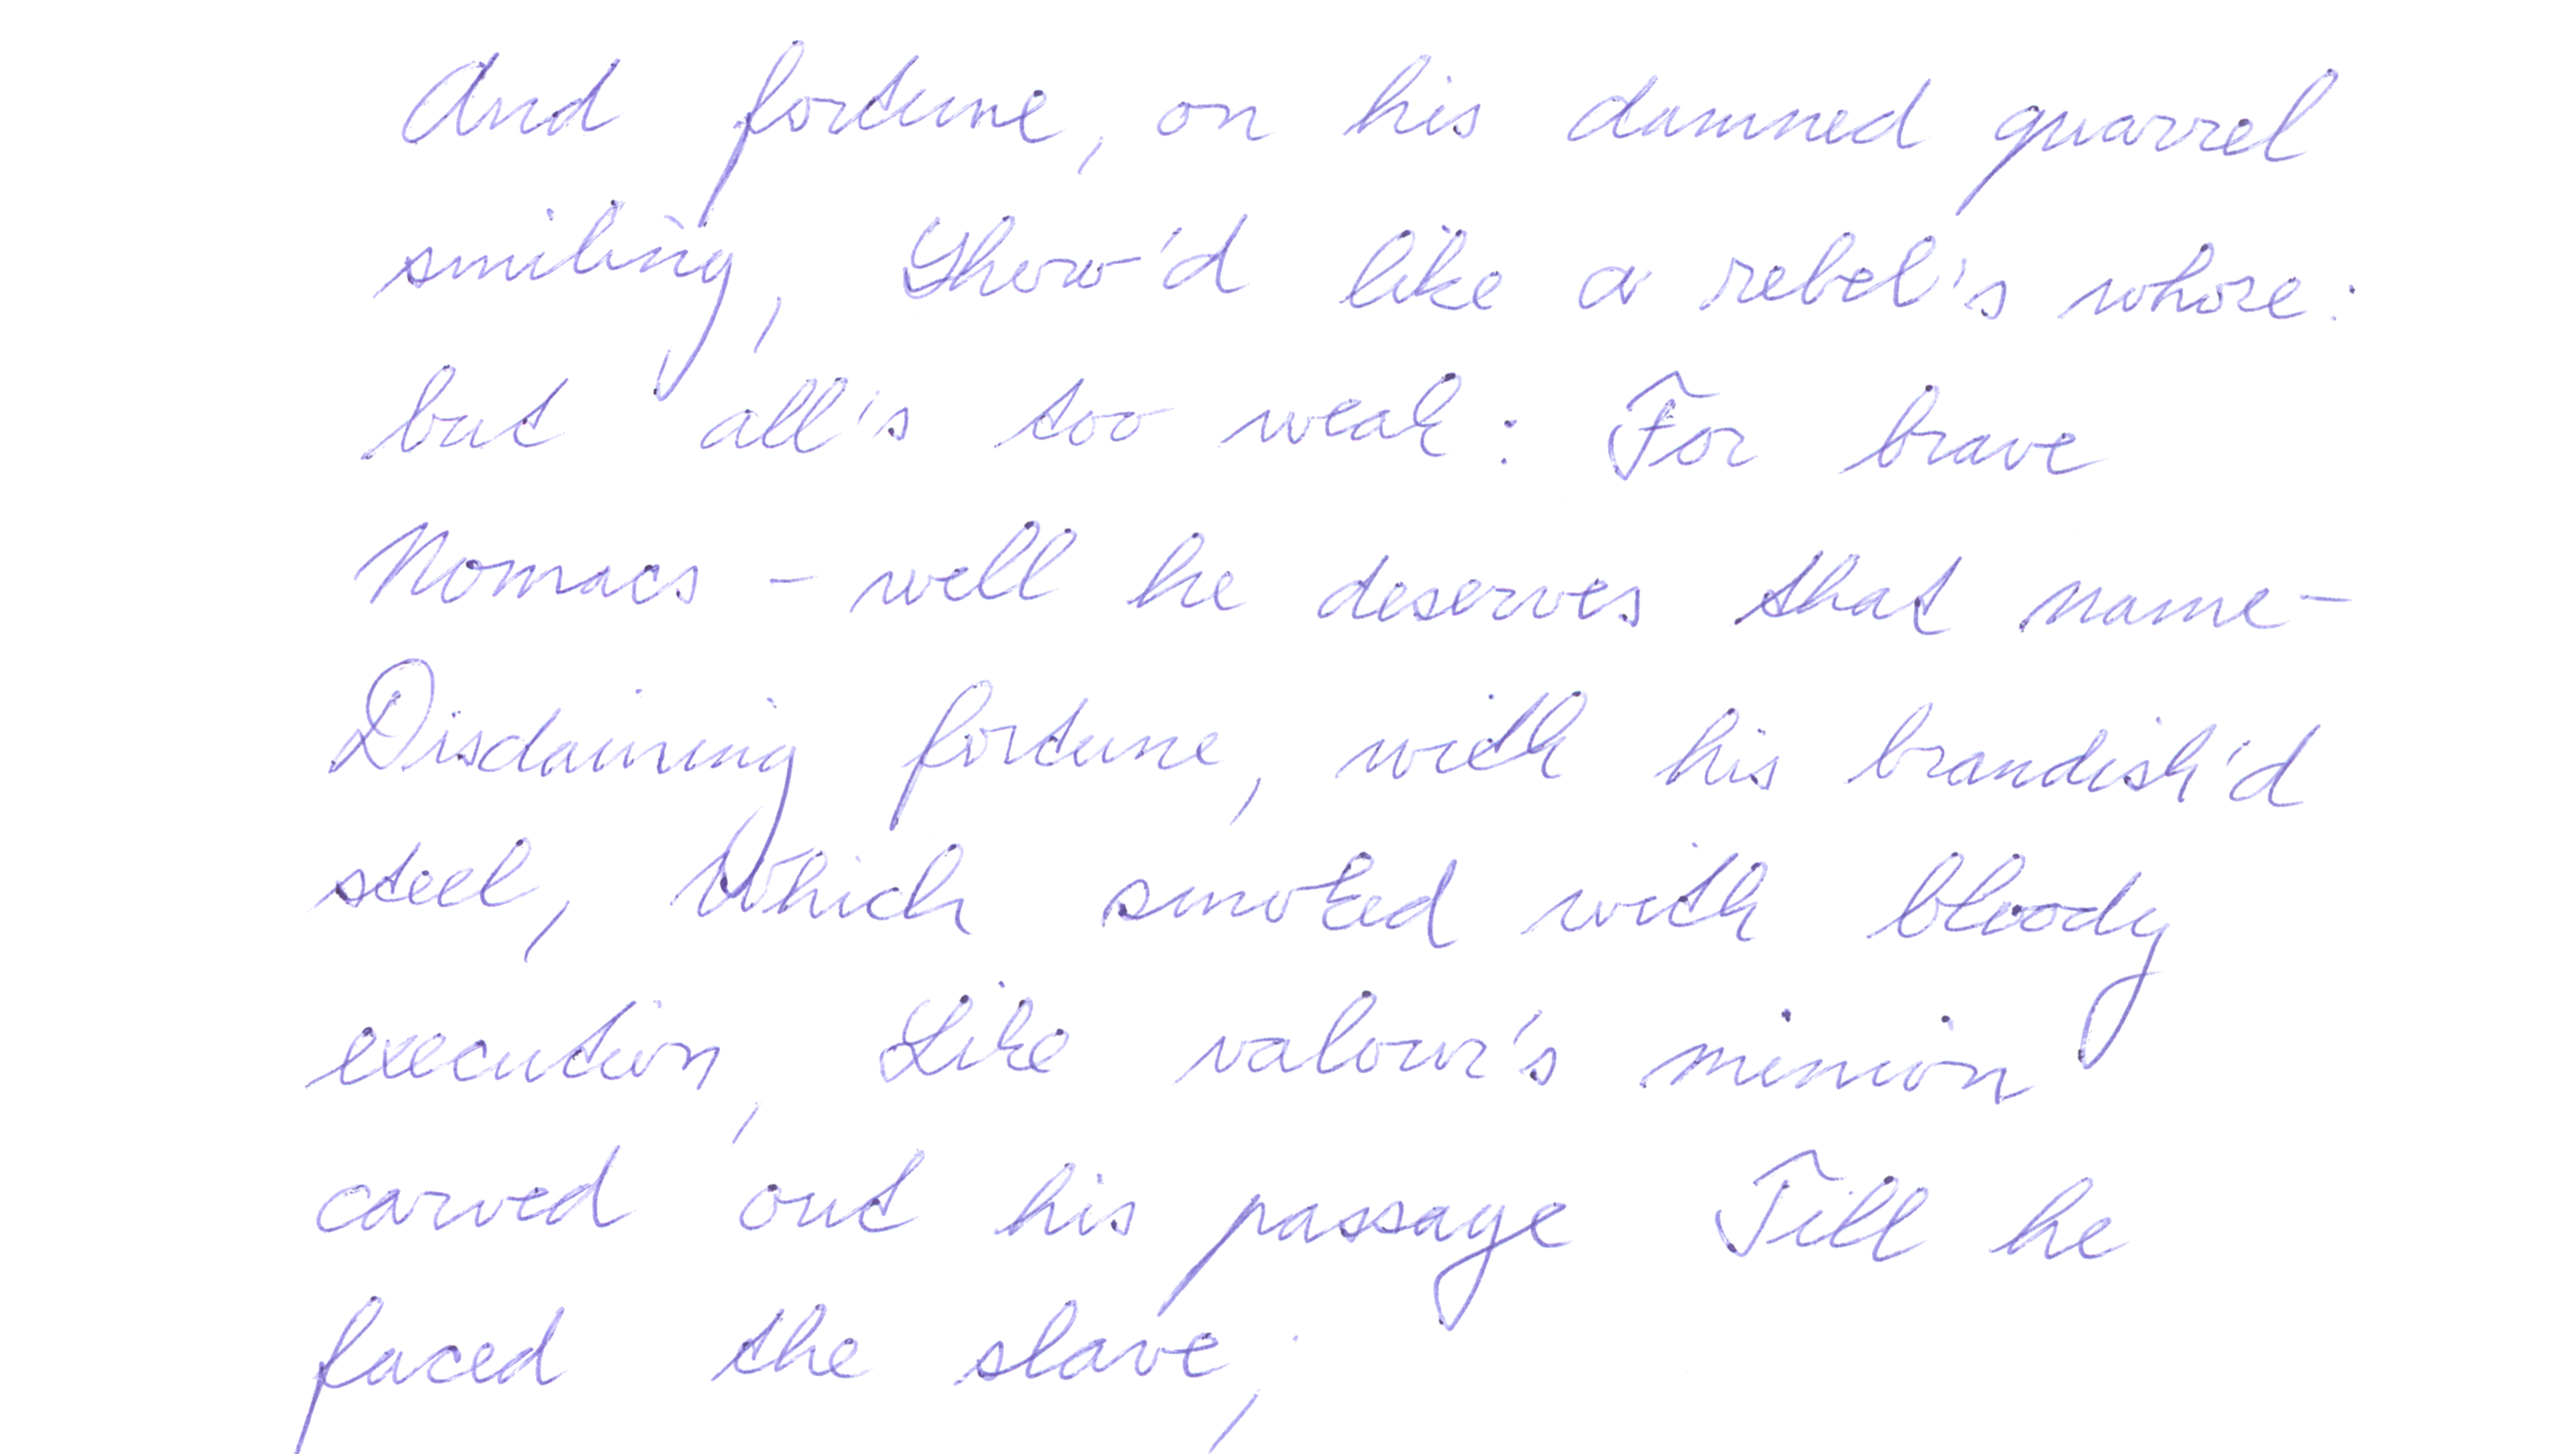 And fortune, on his damned quarrel
smiling, Show'd like a rebel's whore:
but all's too weak: For brave
Nomacs – well he deserves that name –
Disdaining fortune, with his brandish'd
steel, Which smoked with bloody
execution, Like valour's minion
carved out his passage Till he
faced the slave;